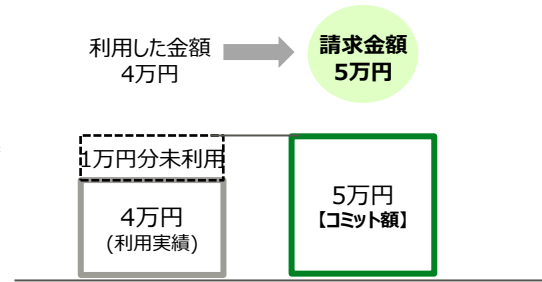 利用した金額
4万円
請求金額
5万円
1万円分未利用
4万円
(利用実績)
5万円
【コミット額】